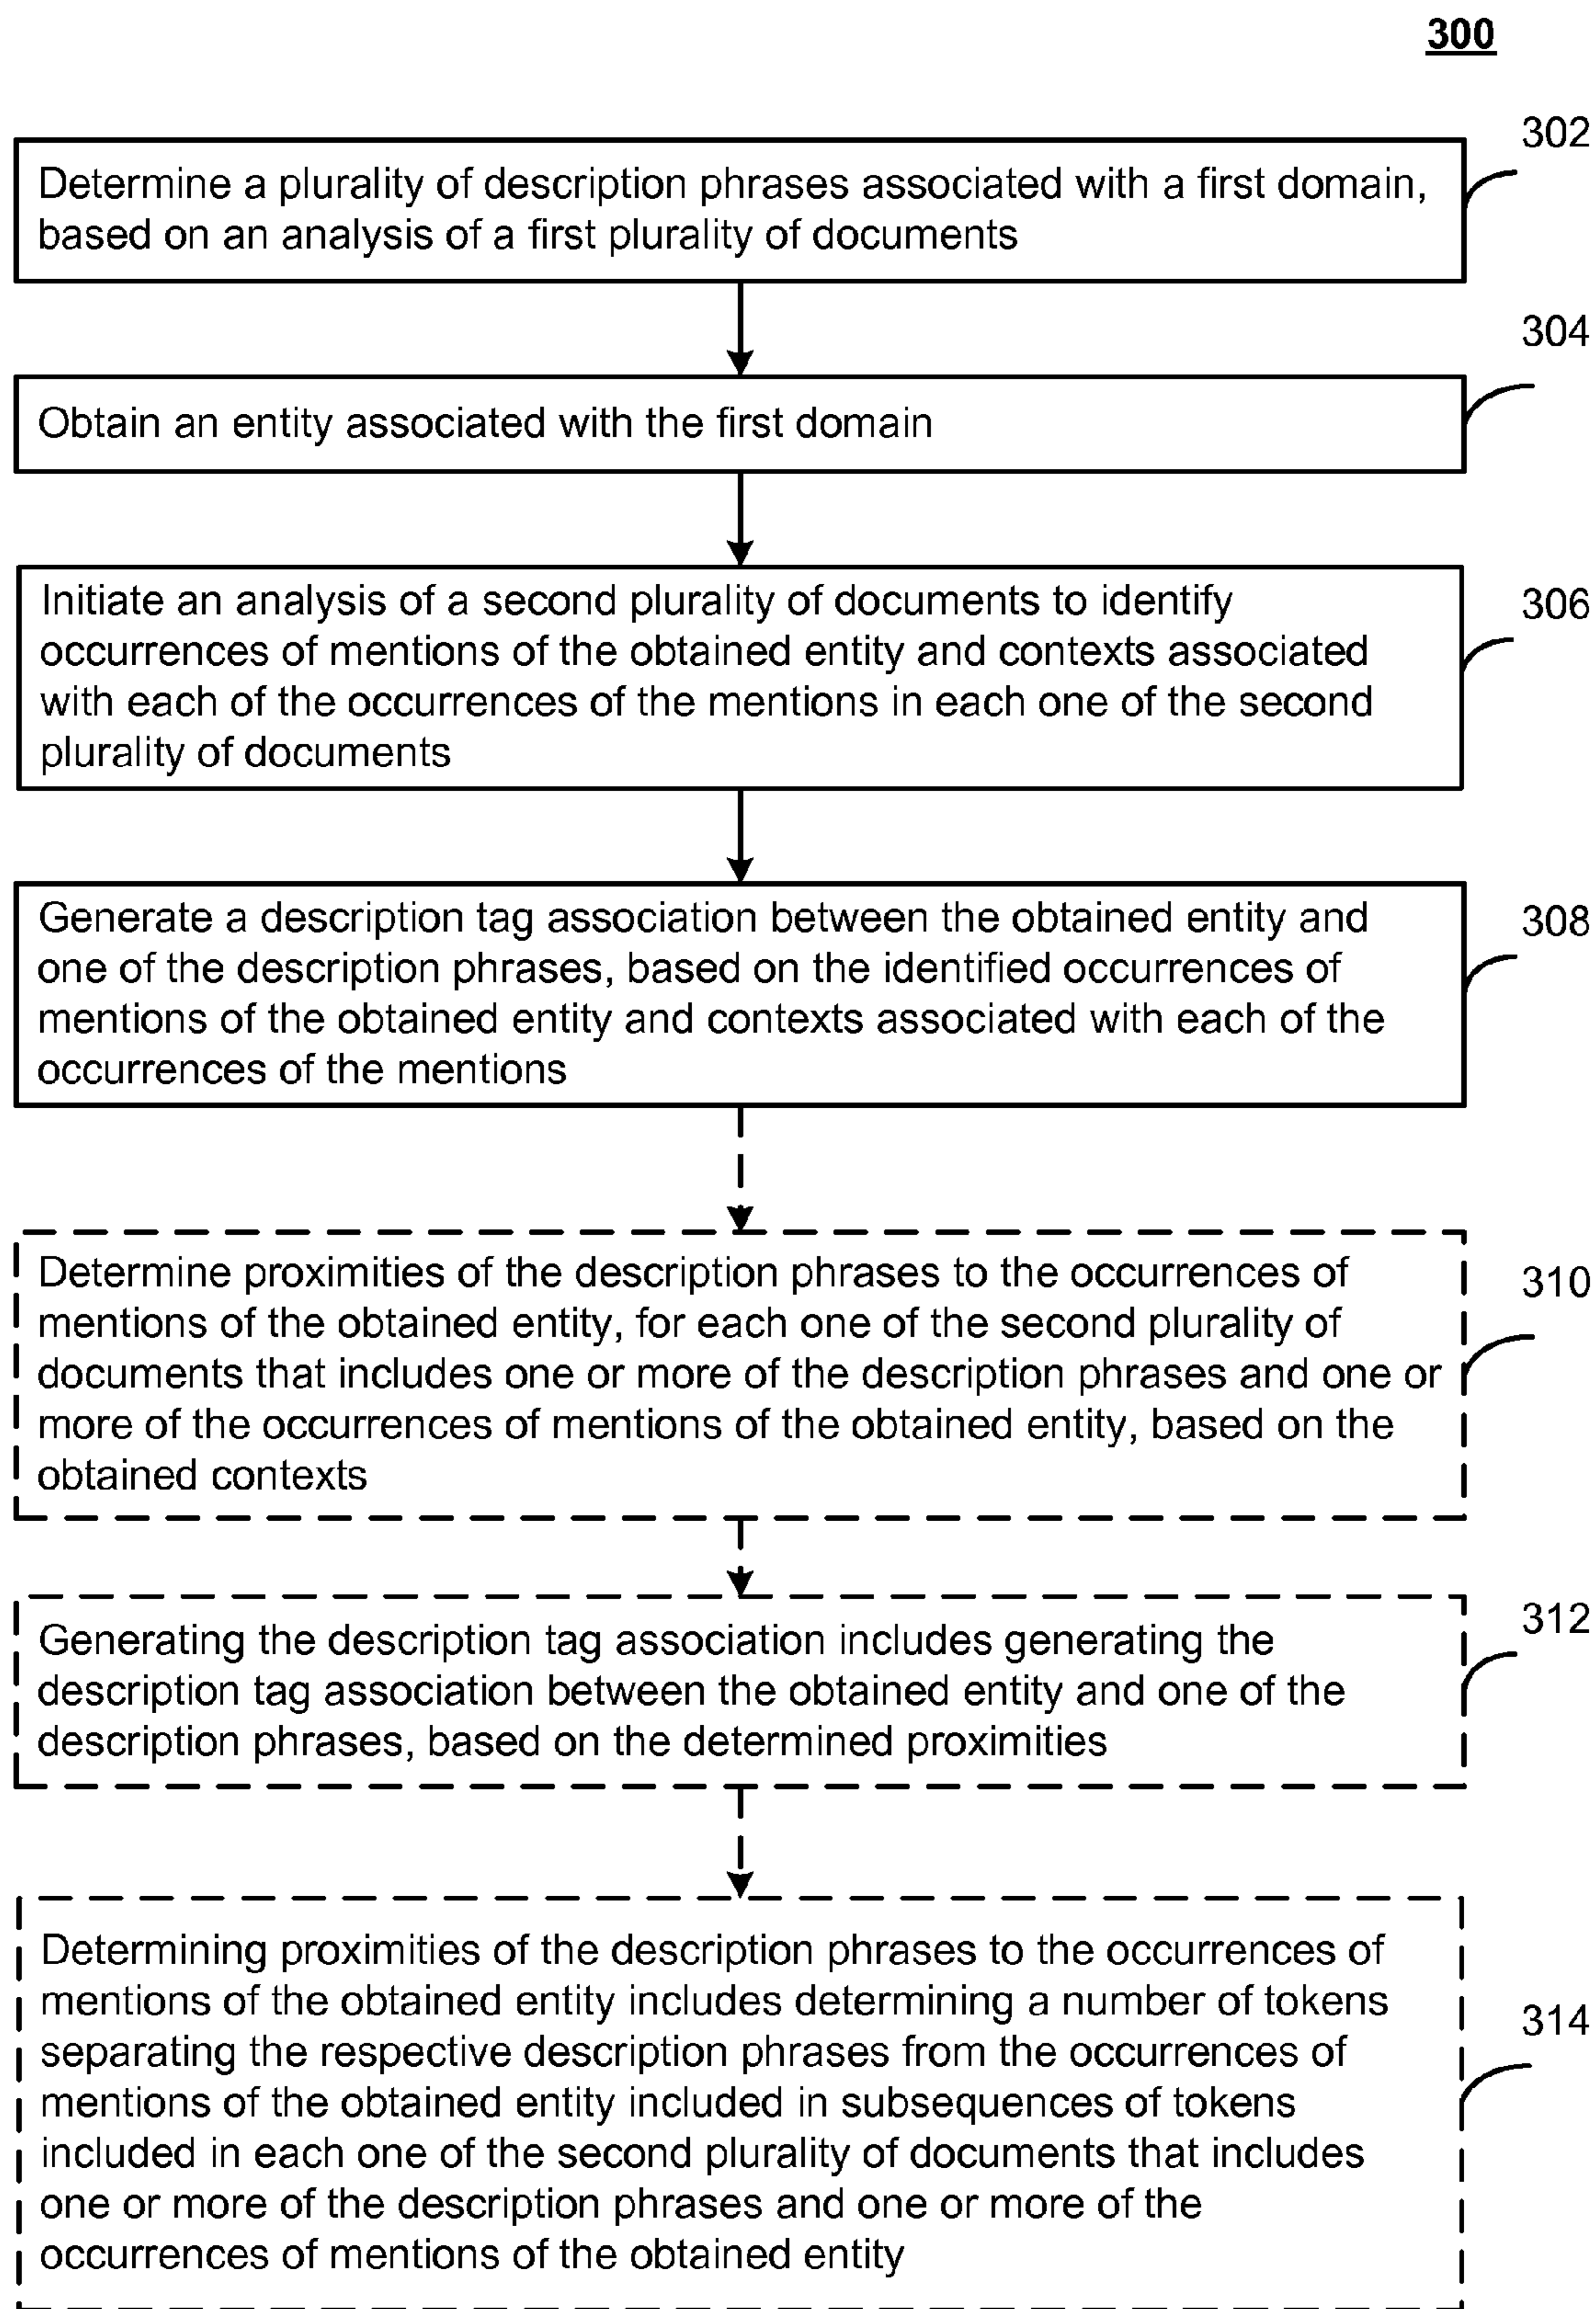 300
302
Determine a plurality of description phrases associated with a first domain,
based on an analysis of a first plurality of documents
304
Obtain an entity associated with the first domain
306
Initiate an analysis of a second plurality of documents to identify
occurrences of mentions of the obtained entity and contexts associated
with each of the occurrences of the mentions in each one of the second
plurality of documents
308
Generate a description tag association between the obtained entity and
one of the description phrases, based on the identified occurrences of
mentions of the obtained entity and contexts associated with each of the
occurrences of the mentions
310
Determine proximities of the description phrases to the occurrences of
mentions of the obtained entity, for each one of the second plurality of
documents that includes one or more of the description phrases and one or
more of the occurrences of mentions of the obtained entity, based on the
obtained contexts
312
Generating the description tag association includes generating the
description tag association between the obtained entity and one of the
description phrases, based on the determined proximities
314
Determining proximities of the description phrases to the occurrences of
mentions of the obtained entity includes determining a number of tokens
separating the respective description phrases from the occurrences of
mentions of the obtained entity included in subsequences of tokens
included in each one of the second plurality of documents that includes
one or more of the description phrases and one or more of the
occurrences of mentions of the obtained entity